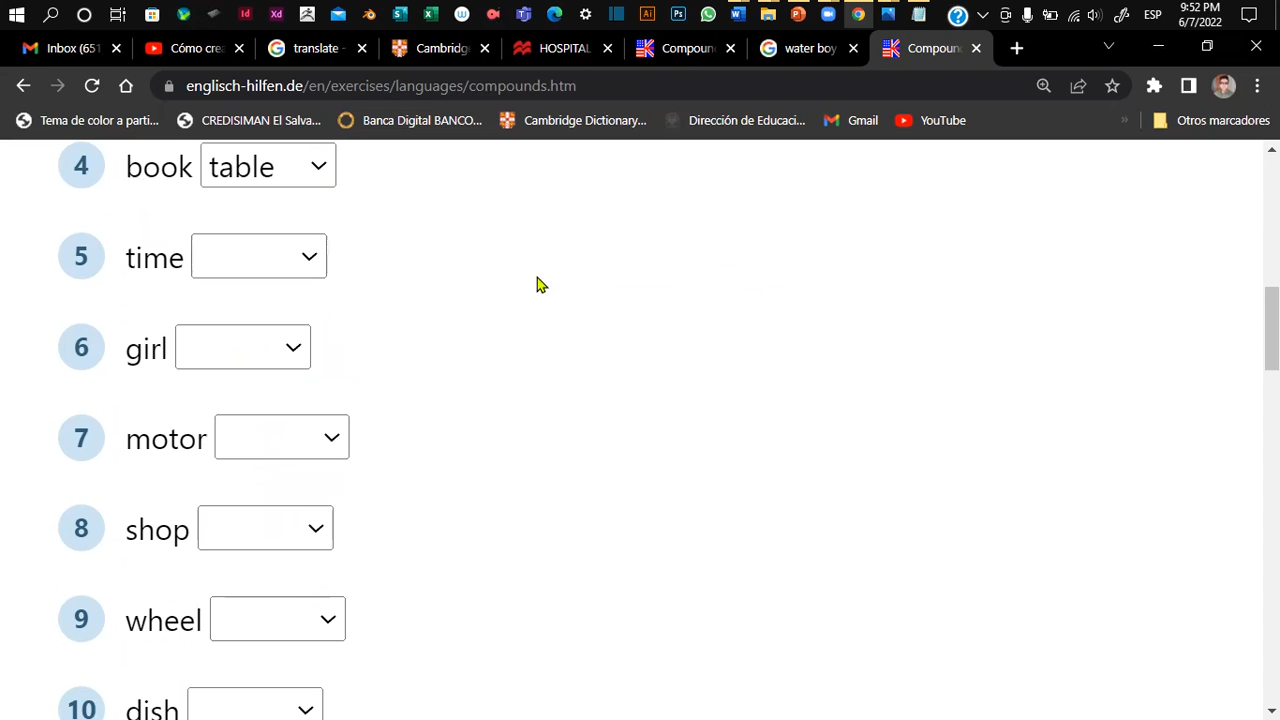 ESP
9:52 PM
6/7/2022
Inbox (651
Cómo crea
translate -
Cambridg
HOSPITAL
Compoun
water boy
Compoun
englisch-hilfen.de/en/exercises/languages/compounds.htm
Tema de color a parti...
CREDISIMAN El Salva...
Banca Digital BANCO...
Cambridge Dictionary...
Dirección de Educaci...
Gmail
YouTube
Otros marcadores
4 book table
5 time
6 girl
7 motor
8 shop
9 wheel
10 dish